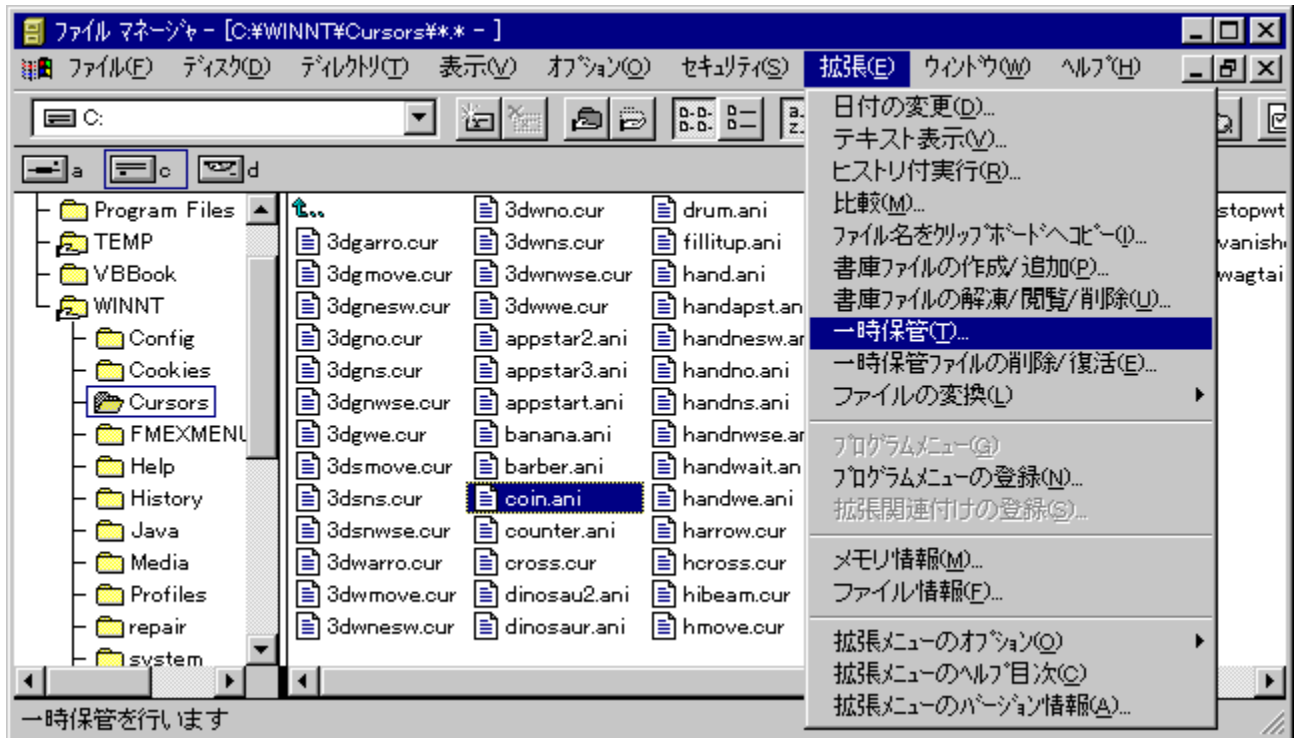 ファイル マネージャ - [C:¥WINNT¥Cursors¥*.* - ]
ファイル(F) ディスク(D) ディレクトリ(T) 表示(V) オプション(O) セキュリティ(S) 拡張(E) ウィンドウ(W) ヘルプ(H)
C:
a c d
Program Files
TEMP
VBBook
WINNT
Config
Cookies
Cursors
FMEXMENU
Help
History
Java
Media
Profiles
repair
system
3dgarro.cur
3dgmove.cur
3dgnesw.cur
3dgno.cur
3dgns.cur
3dgnwse.cur
3dgwe.cur
3dsmove.cur
3dsns.cur
3dsnwse.cur
3dwarro.cur
3dwmove.cur
3dwnesw.cur
3dwno.cur
3dwns.cur
3dwnwse.cur
3dwwe.cur
appstar2.ani
appstar3.ani
appstart.ani
banana.ani
barber.ani
coin.ani
counter.ani
cross.cur
dinosau2.ani
dinosaur.ani
drum.ani
fillitup.ani
hand.ani
handapst.an
handnesw.an
handno.ani
handns.ani
handnwse.an
handwait.an
handwe.ani
harrow.cur
hcross.cur
hibeam.cur
hmove.cur
stopwt
vanish
wagtai
日付の変更(D)...
テキスト表示(V)...
ヒストリ付実行(R)...
比較(M)...
ファイル名をクリップボードへコピー(I)...
書庫ファイルの作成/追加(P)...
書庫ファイルの解凍/閲覧/削除(U)...
一時保管(T)...
一時保管ファイルの削除/復活(E)...
ファイルの変換(L)
プログラムメニュー(G)
プログラムメニューの登録(N)...
拡張関連付けの登録(S)...
メモリ情報(M)...
ファイル情報(F)...
拡張メニューのオプション(O)
拡張メニューのヘルプ目次(C)
拡張メニューのバージョン情報(A)...
一時保管を行います